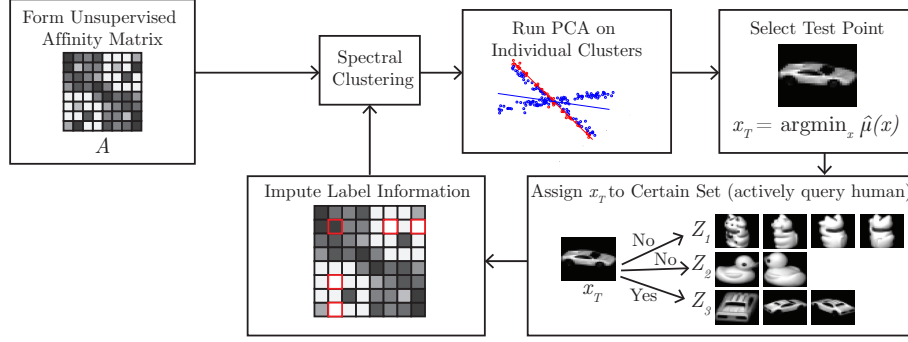 Form Unsupervised
Affinity Matrix
A
Spectral
Clustering
Run PCA on
Individual Clusters
Select Test Point
x_T = argmin_x μ̂(x)
Impute Label Information
Assign x_T to Certain Set (actively query human)
x_T
No
No
Yes
Z_1
Z_2
Z_3